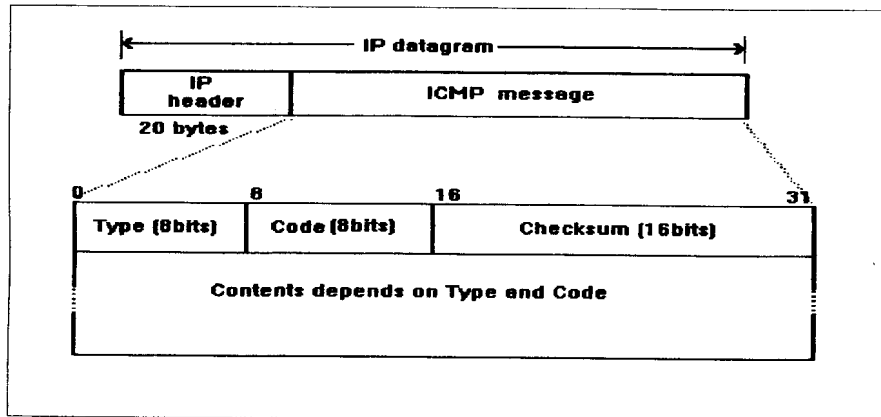 IP datagram
IP header
ICMP message
20 bytes
0 8 16 31
Type (8bits) Code (8bits) Checksum (16bits)
Contents depends on Type and Code